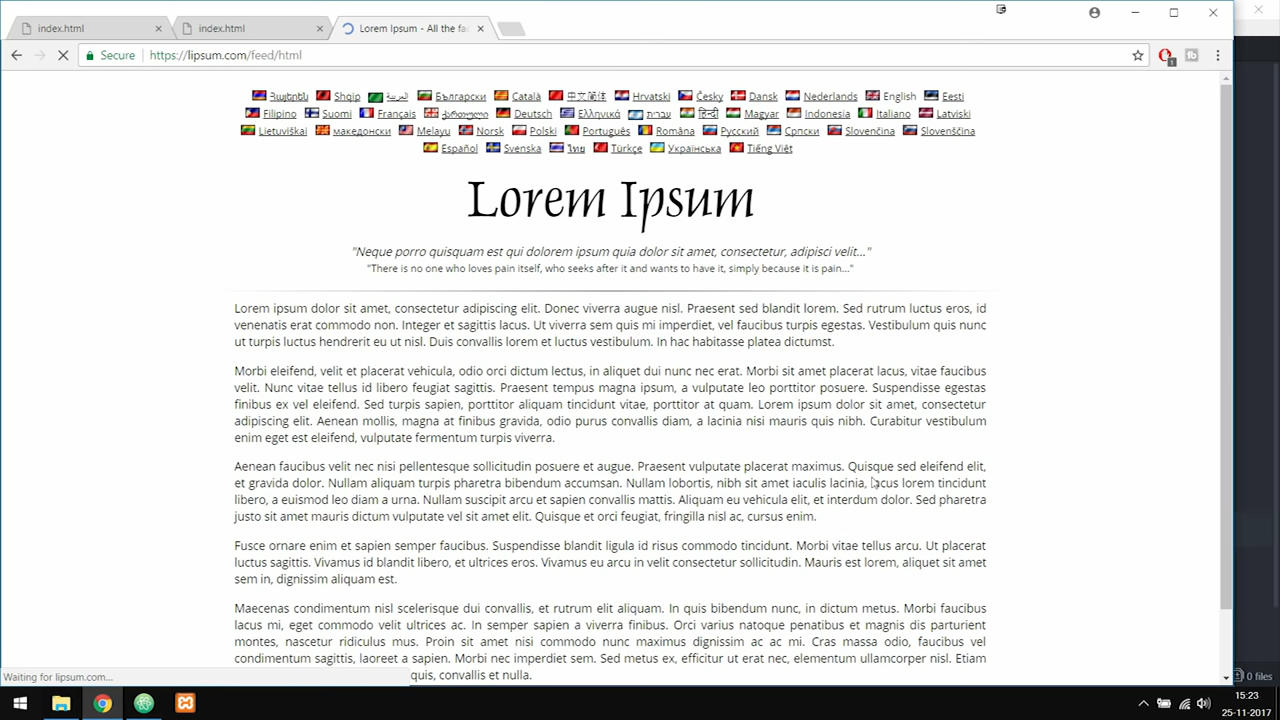 index.html
index.html
Lorem Ipsum - All the fac
Secure
https://lipsum.com/feed/html
Հայերեն Shqip العربية Български Català 中文简体 Hrvatski Česky Dansk Nederlands English Eesti
Filipino Suomi Français ქართული Deutsch Ελληνικά עברית हिन्दी Magyar Indonesia Italiano Latviski
Lietuviškai македонски Melayu Norsk Polski Português Româna Русский Српски Slovenčina Slovenščina
Español Svenska ไทย Türkçe Українська Tiếng Việt
Lorem Ipsum
"Neque porro quisquam est qui dolorem ipsum quia dolor sit amet, consectetur, adipisci velit..."
"There is no one who loves pain itself, who seeks after it and wants to have it, simply because it is pain..."
Lorem ipsum dolor sit amet, consectetur adipiscing elit. Donec viverra augue nisl. Praesent sed blandit lorem. Sed rutrum luctus eros, id
venenatis erat commodo non. Integer et sagittis lacus. Ut viverra sem quis mi imperdiet, vel faucibus turpis egestas. Vestibulum quis nunc
ut turpis luctus hendrerit eu ut nisl. Duis convallis lorem et luctus vestibulum. In hac habitasse platea dictumst.
Morbi eleifend, velit et placerat vehicula, odio orci dictum lectus, in aliquet dui nunc nec erat. Morbi sit amet placerat lacus, vitae faucibus
velit. Nunc vitae tellus id libero feugiat sagittis. Praesent tempus magna ipsum, a vulputate leo porttitor posuere. Suspendisse egestas
finibus ex vel eleifend. Sed turpis sapien, porttitor aliquam tincidunt vitae, porttitor at quam. Lorem ipsum dolor sit amet, consectetur
adipiscing elit. Aenean mollis, magna at finibus gravida, odio purus convallis diam, a lacinia nisi mauris quis nibh. Curabitur vestibulum
enim eget est eleifend, vulputate fermentum turpis viverra.
Aenean faucibus velit nec nisi pellentesque sollicitudin posuere et augue. Praesent vulputate placerat maximus. Quisque sed eleifend elit,
et gravida dolor. Nullam aliquam turpis pharetra bibendum accumsan. Nullam lobortis, nibh sit amet iaculis lacinia, lacus lorem tincidunt
libero, a euismod leo diam a urna. Nullam suscipit arcu et sapien convallis mattis. Aliquam eu vehicula elit, et interdum dolor. Sed pharetra
justo sit amet mauris dictum vulputate vel sit amet elit. Quisque et orci feugiat, fringilla nisl ac, cursus enim.
Fusce ornare enim et sapien semper faucibus. Suspendisse blandit ligula id risus commodo tincidunt. Morbi vitae tellus arcu. Ut placerat
luctus sagittis. Vivamus id blandit libero, et ultrices eros. Vivamus eu arcu in velit consectetur sollicitudin. Mauris est lorem, aliquet sit amet
sem in, dignissim aliquam est.
Maecenas condimentum nisl scelerisque dui convallis, et rutrum elit aliquam. In quis bibendum nunc, in dictum metus. Morbi faucibus
lacus mi, eget commodo velit ultrices ac. In semper sapien a viverra finibus. Orci varius natoque penatibus et magnis dis parturient
montes, nascetur ridiculus mus. Proin sit amet nisi commodo nunc maximus dignissim ac ac mi. Cras massa odio, faucibus vel
condimentum sagittis, laoreet a sapien. Morbi nec imperdiet sem. Sed metus ex, efficitur ut erat nec, elementum ullamcorper nisl. Etiam
quis, convallis et nulla.
Waiting for lipsum.com...
0 files
15:23
25-11-2017